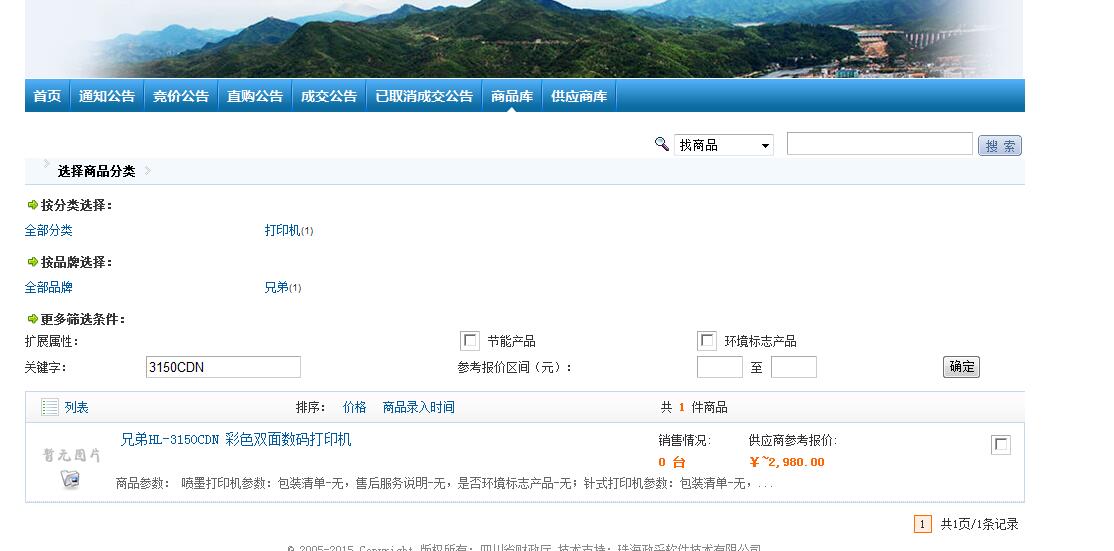 首页 通知公告 竞价公告 直购公告 成交公告 已取消成交公告 商品库 供应商库
找商品 搜 索
选择商品分类
按分类选择：
全部分类 打印机(1)
按品牌选择：
全部品牌 兄弟(1)
更多筛选条件：
扩展属性： 节能产品 环境标志产品
关键字： 3150CDN 参考报价区间（元）： 至 确定
列表 排序： 价格 商品录入时间 共 1 件商品
兄弟HL-3150CDN 彩色双面数码打印机 销售情况: 供应商参考报价:
暂无图片 0 台 ￥~2,980.00
商品参数： 喷墨打印机参数：包装清单-无，售后服务说明-无，是否环境标志产品-无；针式打印机参数：包装清单-无，...
1 共1页/1条记录
© 2005-2015 Copyright 版权所有：四川省财政厅 技术支持：珠海政采软件技术有限公司